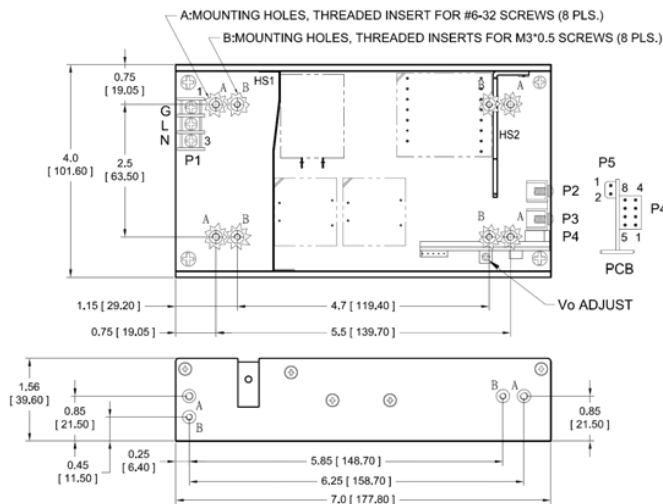 A:MOUNTING HOLES, THREADED INSERT FOR #6-32 SCREWS (8 PLS.)
B:MOUNTING HOLES, THREADED INSERTS FOR M3*0.5 SCREWS (8 PLS.)
0.75
[ 19.05]
4.0
[ 101.60]
2.5
[ 63.50]
G
L
N
1
3
P1
A
B
HS1
B
A
HS2
A
B
B
A
P2
P3
P4
P5
1
2
8 4
5 1
P4
PCB
Vo ADJUST
1.15 [ 29.20]
4.7 [ 119.40]
0.75 [ 19.05]
5.5 [ 139.70]
1.56
[ 39.60]
0.85
[ 21.50]
0.45
[ 11.50]
A
B
B
A
0.85
[ 21.50]
0.25
[ 6.40]
5.85 [ 148.70]
6.25 [ 158.70]
7.0 [ 177.80]